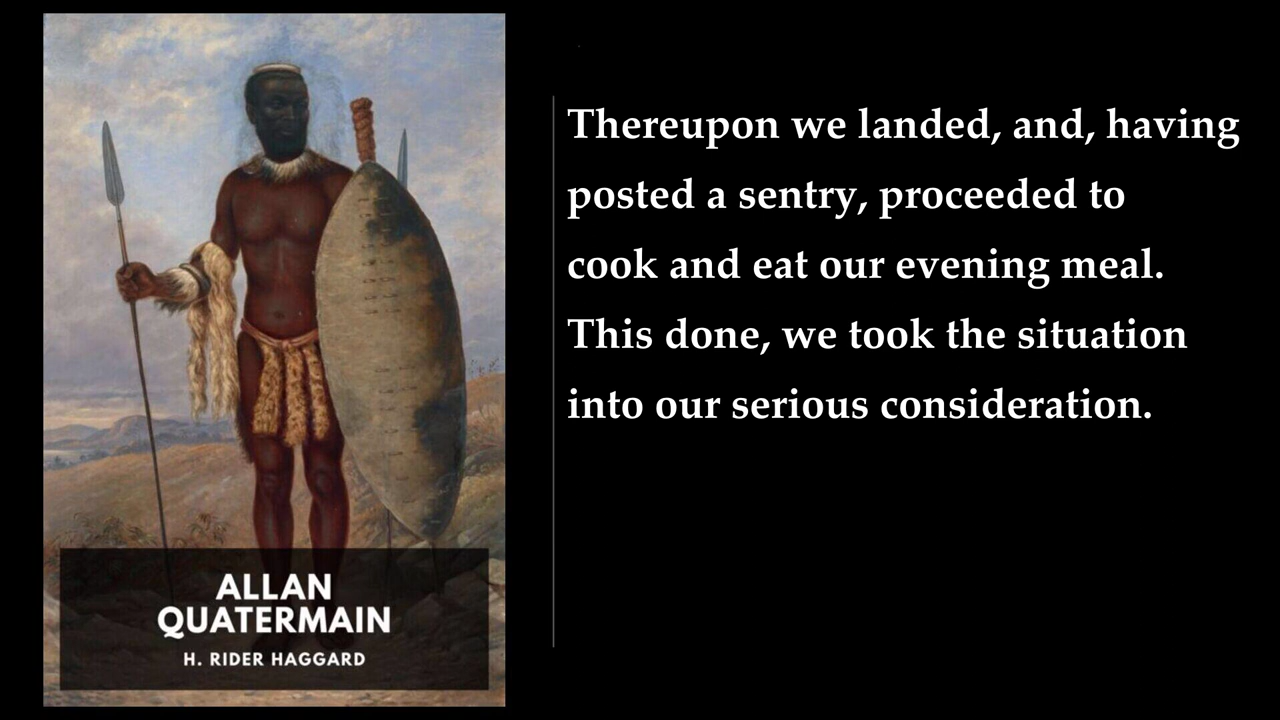 ALLAN
QUATERMAIN
H. RIDER HAGGARD
Thereupon we landed, and, having
posted a sentry, proceeded to
cook and eat our evening meal.
This done, we took the situation
into our serious consideration.